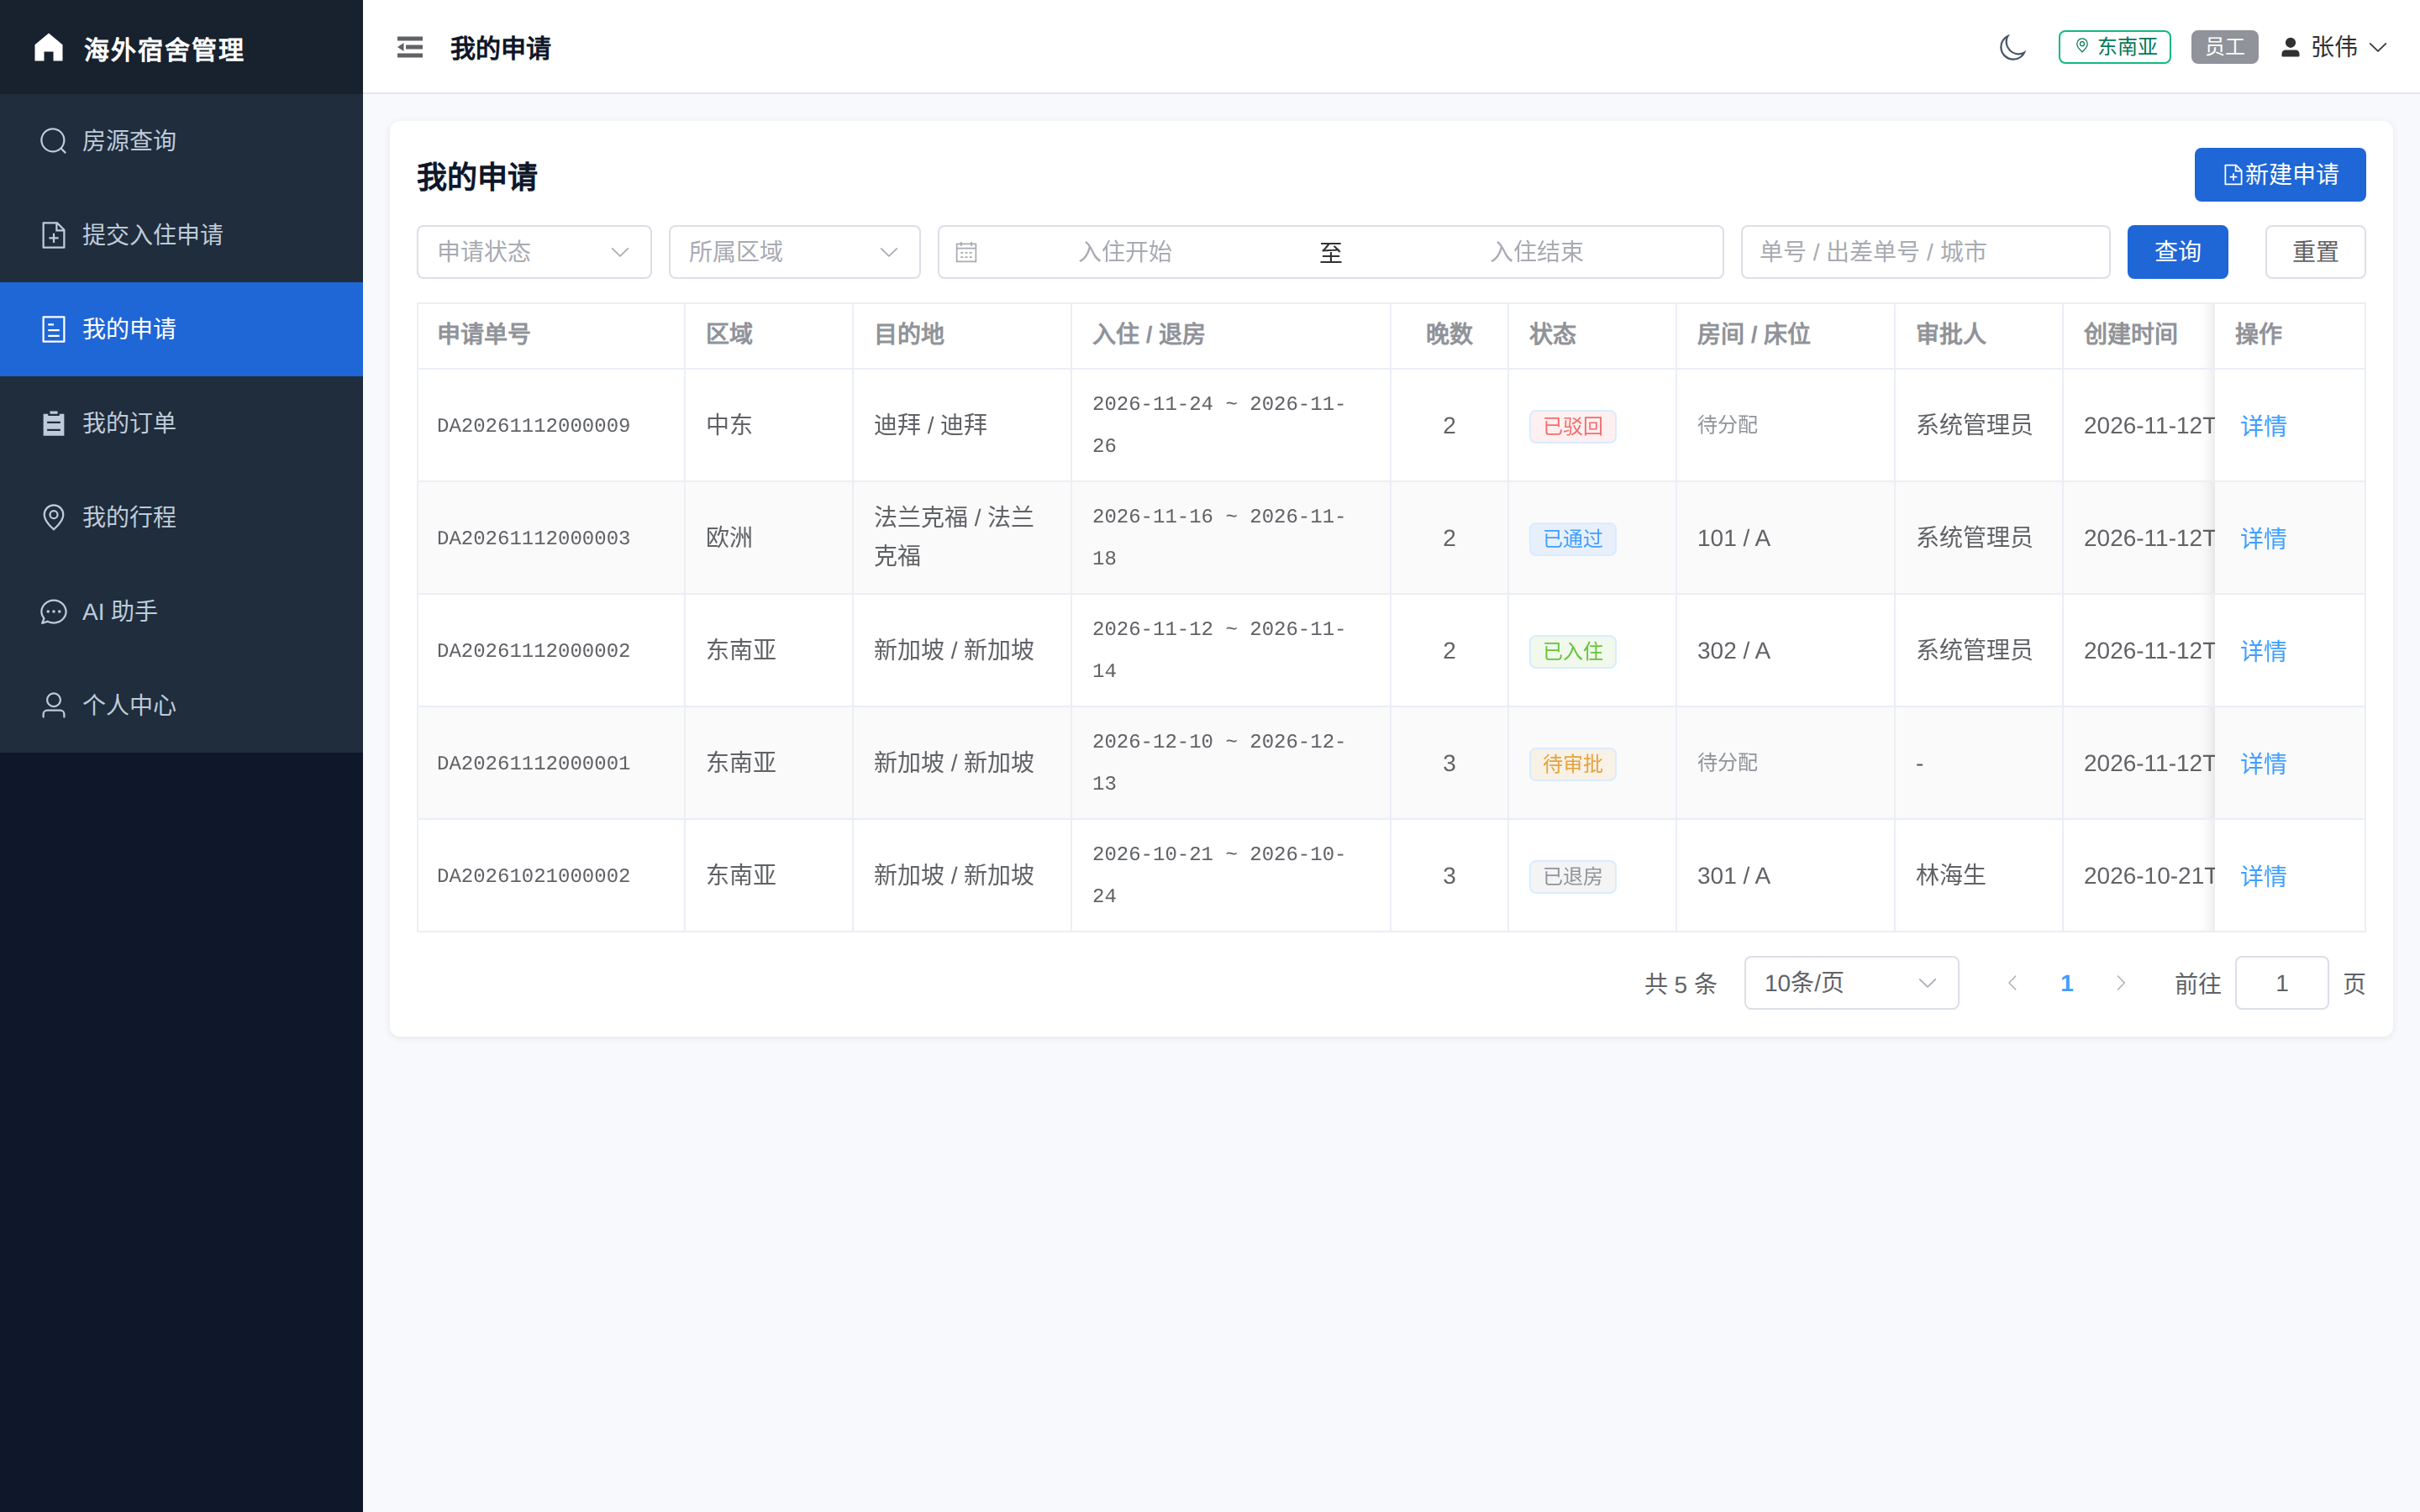 海外宿舍管理
我的申请
东南亚
员工
张伟
房源查询
提交入住申请
我的申请
我的订单
我的行程
AI 助手
个人中心
我的申请
新建申请
申请状态
所属区域
入住开始
至
入住结束
单号 / 出差单号 / 城市
查询
重置
申请单号 区域 目的地 入住 / 退房 晚数 状态 房间 / 床位 审批人 创建时间 操作
DA20261112000009 中东 迪拜 / 迪拜 2026-11-24 ~ 2026-11-
26 2 已驳回 待分配 系统管理员 2026-11-12T 详情
DA20261112000003 欧洲 法兰克福 / 法兰
克福 2026-11-16 ~ 2026-11-
18 2 已通过 101 / A 系统管理员 2026-11-12T 详情
DA20261112000002 东南亚 新加坡 / 新加坡 2026-11-12 ~ 2026-11-
14 2 已入住 302 / A 系统管理员 2026-11-12T 详情
DA20261112000001 东南亚 新加坡 / 新加坡 2026-12-10 ~ 2026-12-
13 3 待审批 待分配 - 2026-11-12T 详情
DA20261021000002 东南亚 新加坡 / 新加坡 2026-10-21 ~ 2026-10-
24 3 已退房 301 / A 林海生 2026-10-21T 详情
共 5 条 10条/页 1 前往 1 页